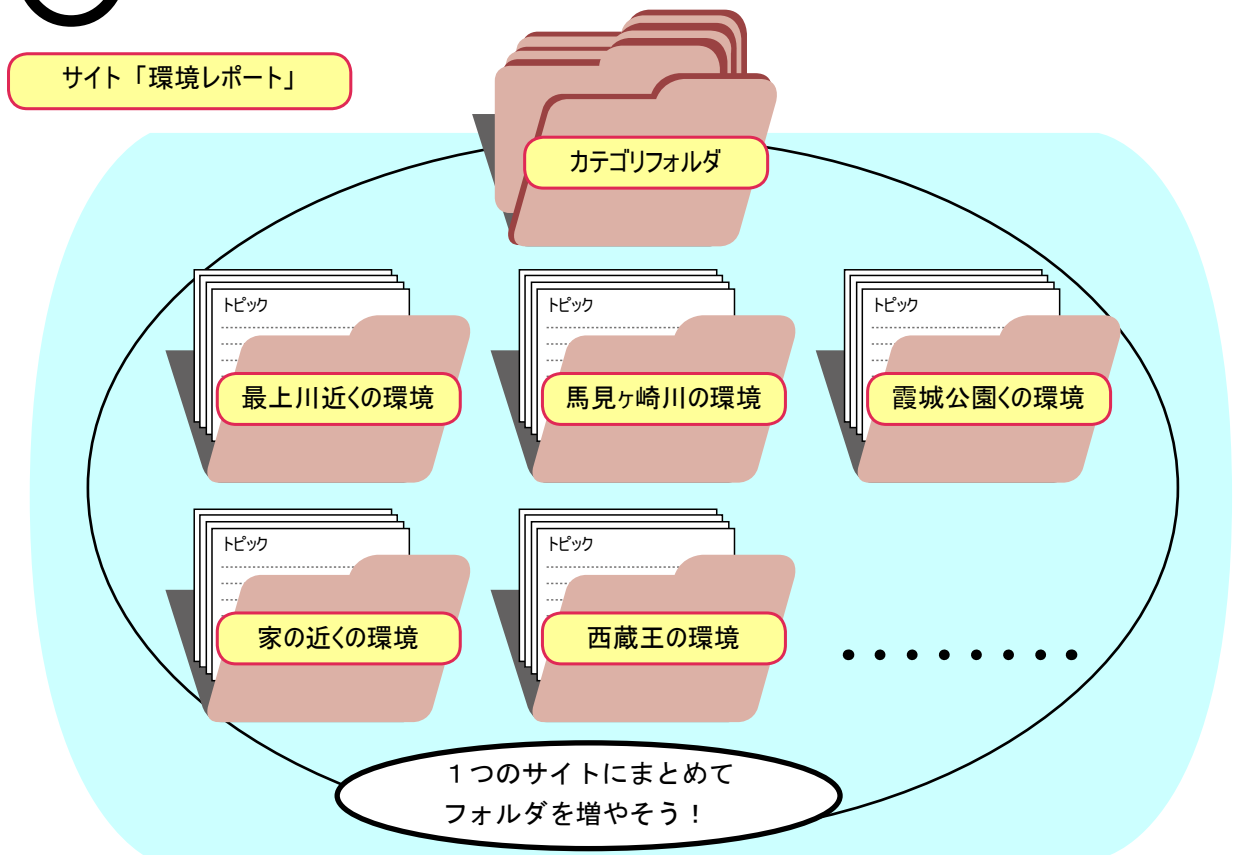 サイト「環境レポート」
カテゴリフォルダ
トピック
トピック
トピック
最上川近くの環境
馬見ヶ崎川の環境
霞城公園くの環境
トピック
トピック
家の近くの環境
西蔵王の環境
・・・・・・・・
１つのサイトにまとめて
フォルダを増やそう！